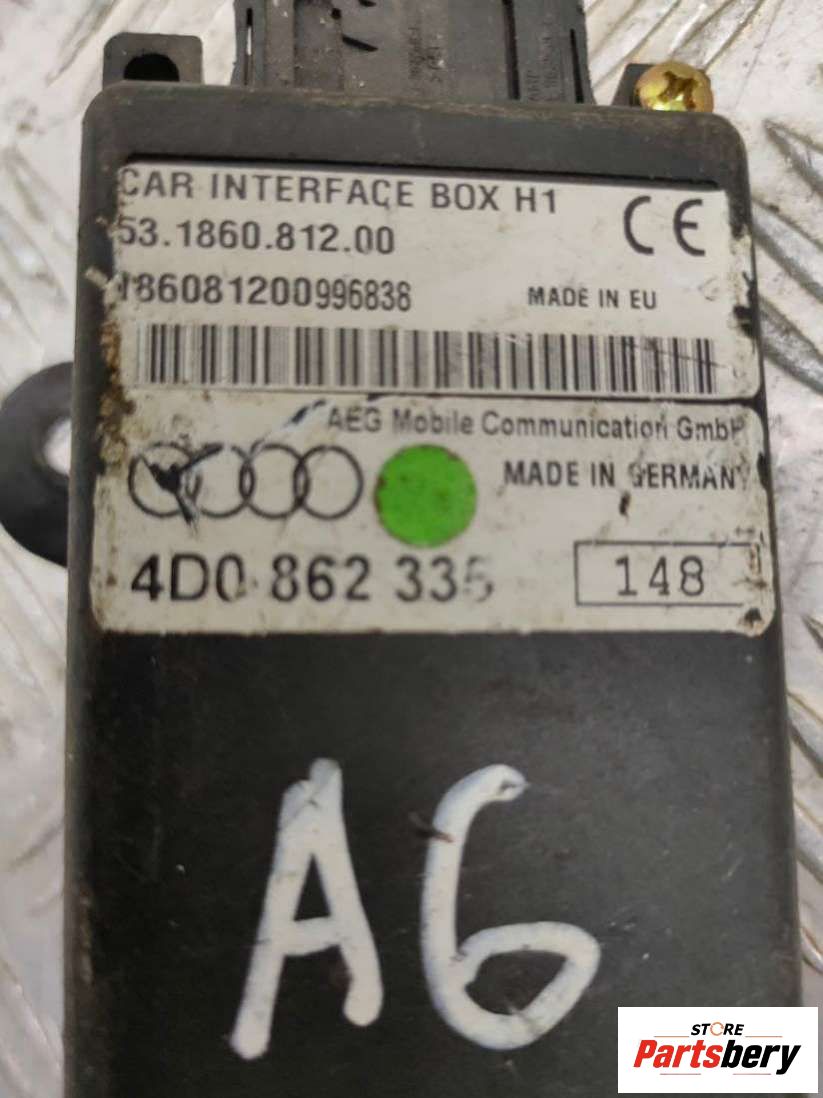 CAR INTERFACE BOX H1
53.1860.812.00
CE
186081200996838
MADE IN EU
AEG Mobile Communication GmbH
MADE IN GERMANY
4D0 862 335
148
A6
STORE
Partsbery